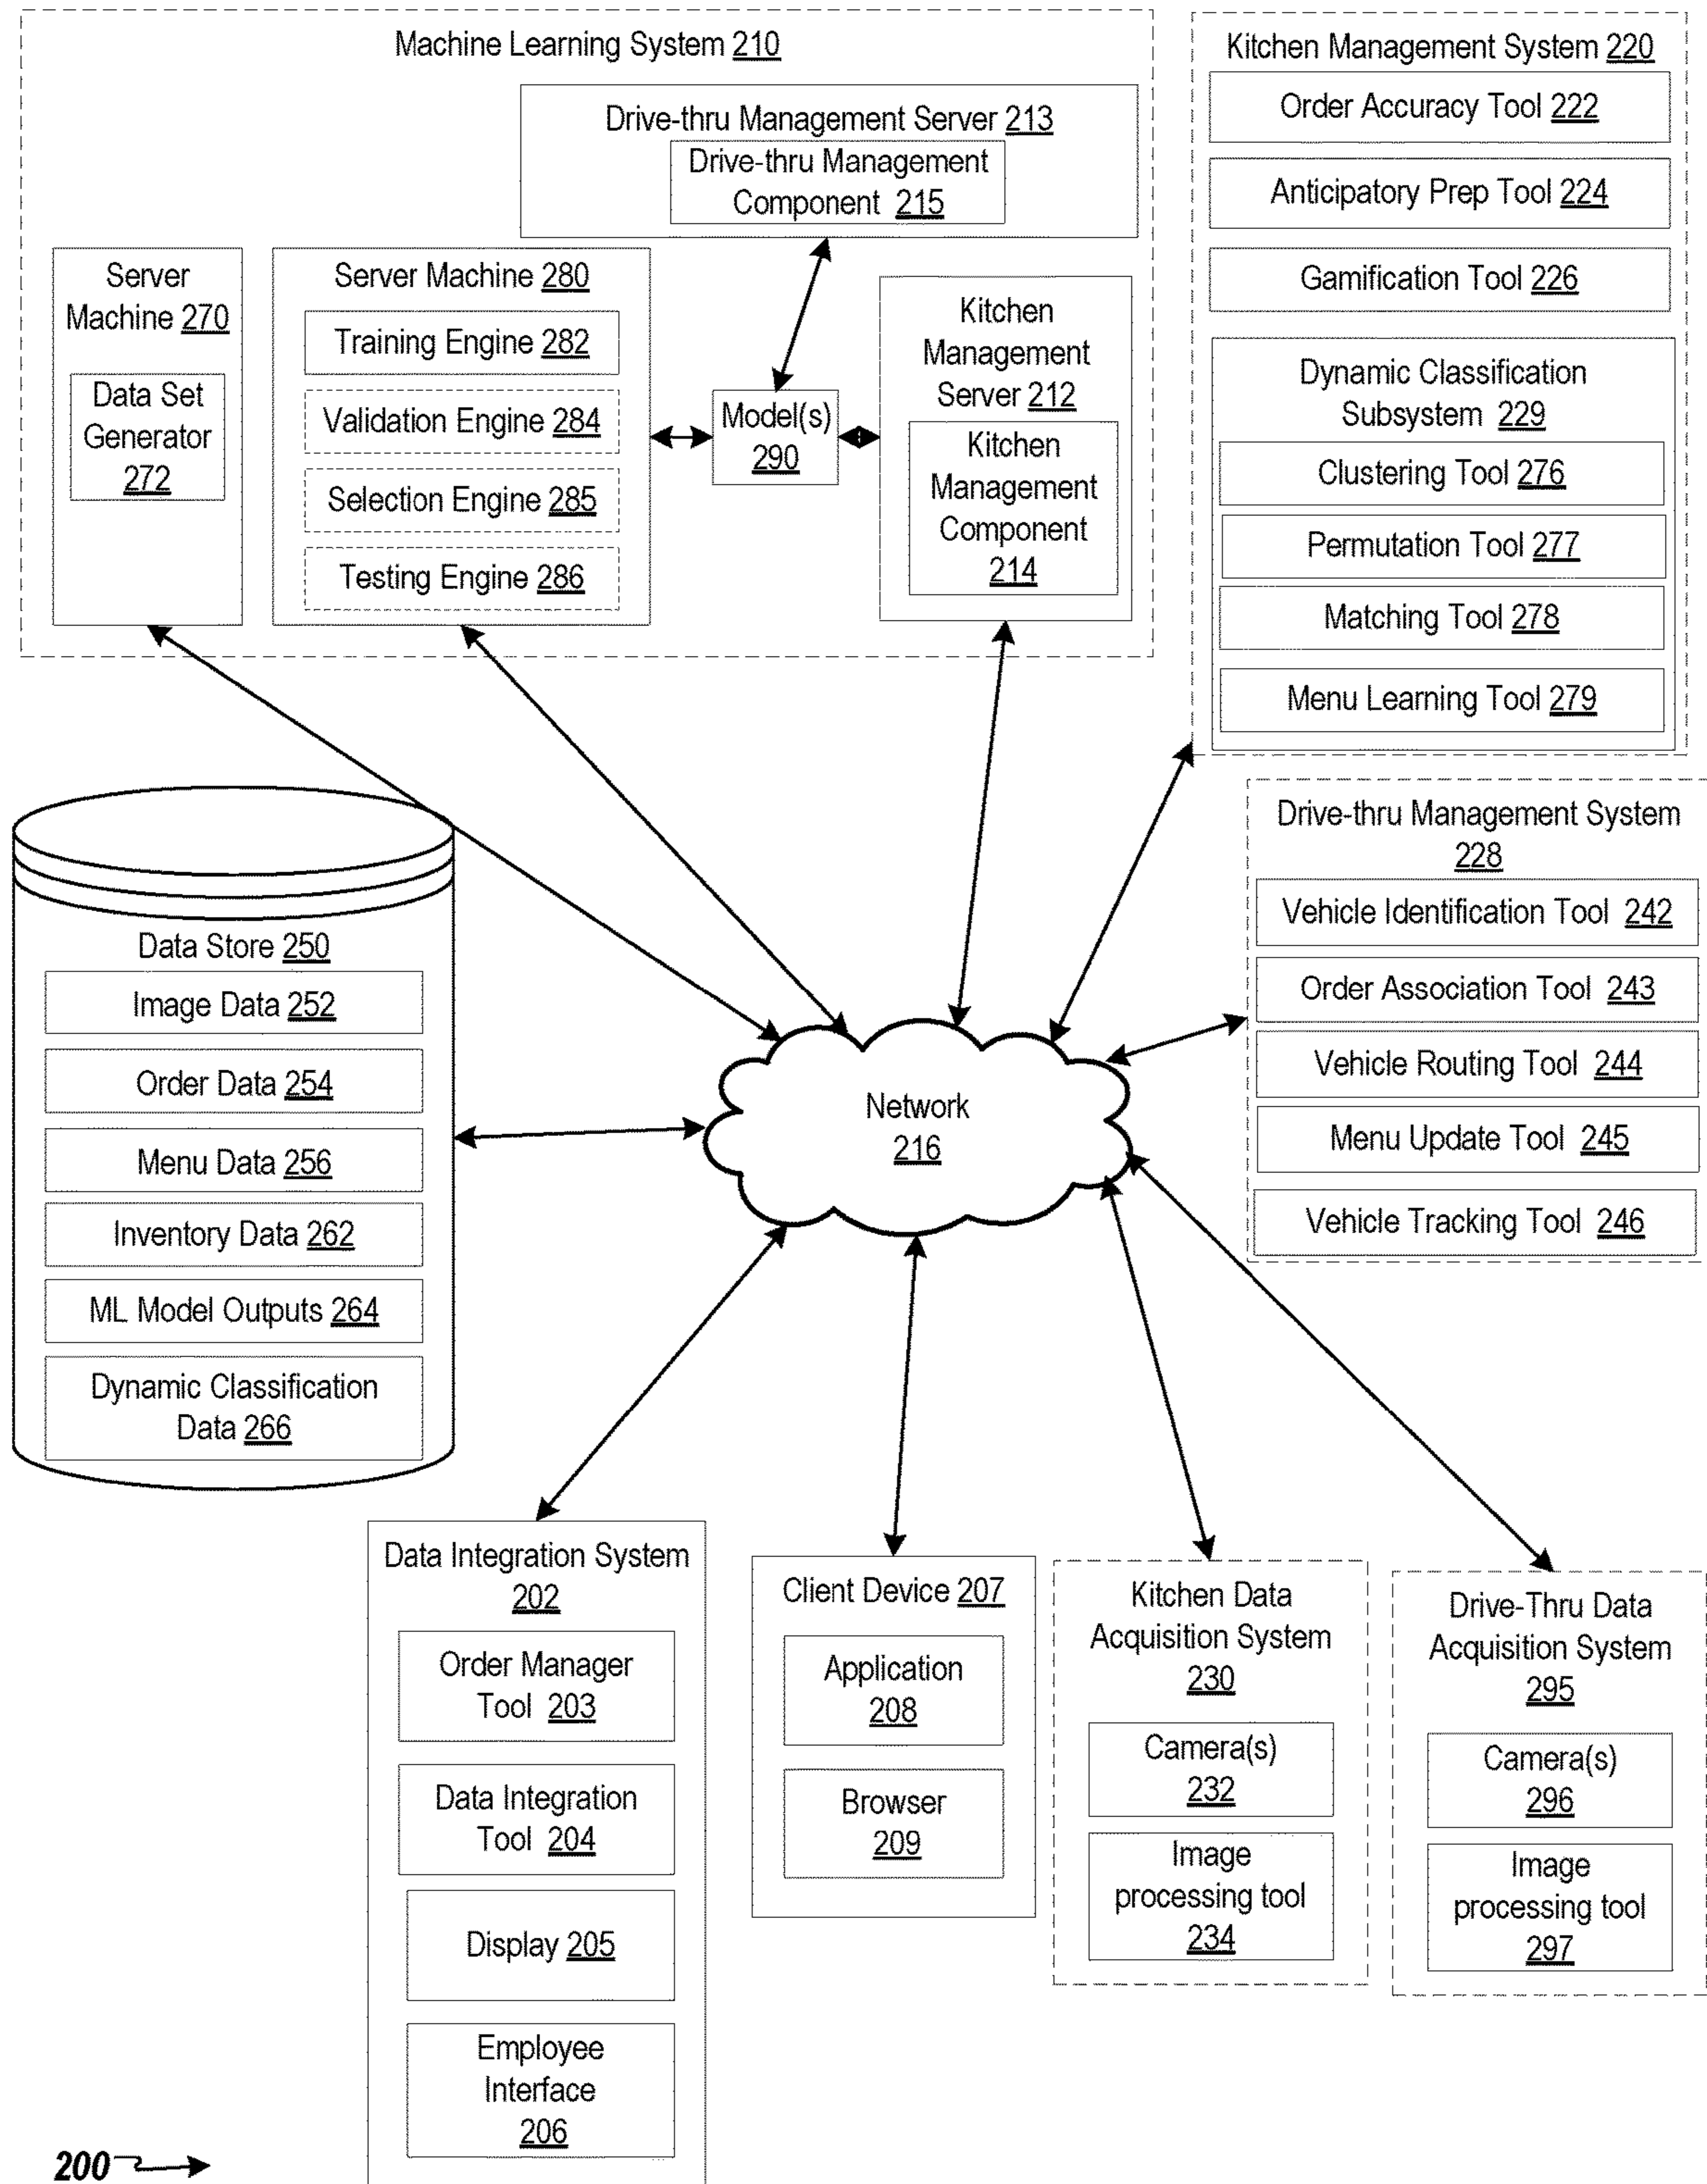 Machine Learning System 210
Drive-thru Management Server 213
Drive-thru Management
Component 215
Server
Machine 270
Data Set
Generator
272
Server Machine 280
Training Engine 282
Validation Engine 284
Selection Engine 285
Testing Engine 286
Model(s)
290
Kitchen
Management
Server 212
Kitchen
Management
Component
214
Kitchen Management System 220
Order Accuracy Tool 222
Anticipatory Prep Tool 224
Gamification Tool 226
Dynamic Classification
Subsystem 229
Clustering Tool 276
Permutation Tool 277
Matching Tool 278
Menu Learning Tool 279
Drive-thru Management System
228
Vehicle Identification Tool 242
Order Association Tool 243
Vehicle Routing Tool 244
Menu Update Tool 245
Vehicle Tracking Tool 246
Data Store 250
Image Data 252
Order Data 254
Menu Data 256
Inventory Data 262
ML Model Outputs 264
Dynamic Classification
Data 266
Network
216
Data Integration System
202
Order Manager
Tool 203
Data Integration
Tool 204
Display 205
Employee
Interface
206
Client Device 207
Application
208
Browser
209
Kitchen Data
Acquisition System
230
Camera(s)
232
Image
processing tool
234
Drive-Thru Data
Acquisition System
295
Camera(s)
296
Image
processing tool
297
200